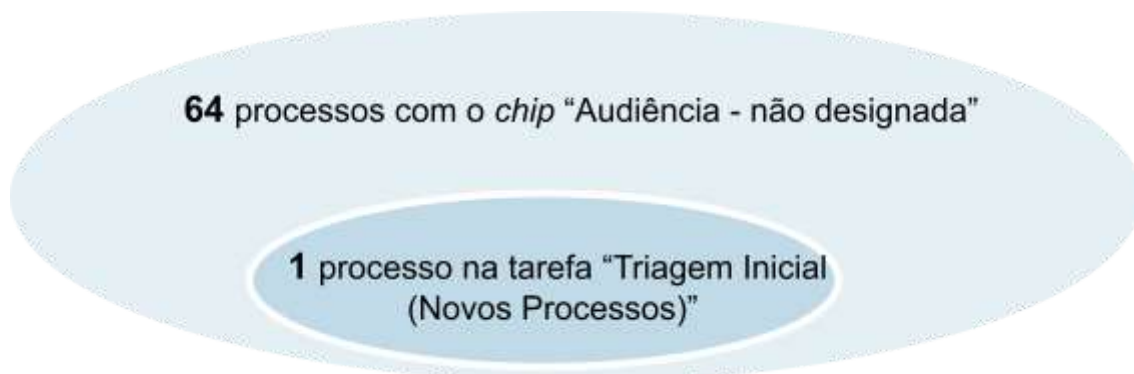 64 processos com o chip “Audiência - não designada”
1 processo na tarefa “Triagem Inicial
(Novos Processos)”